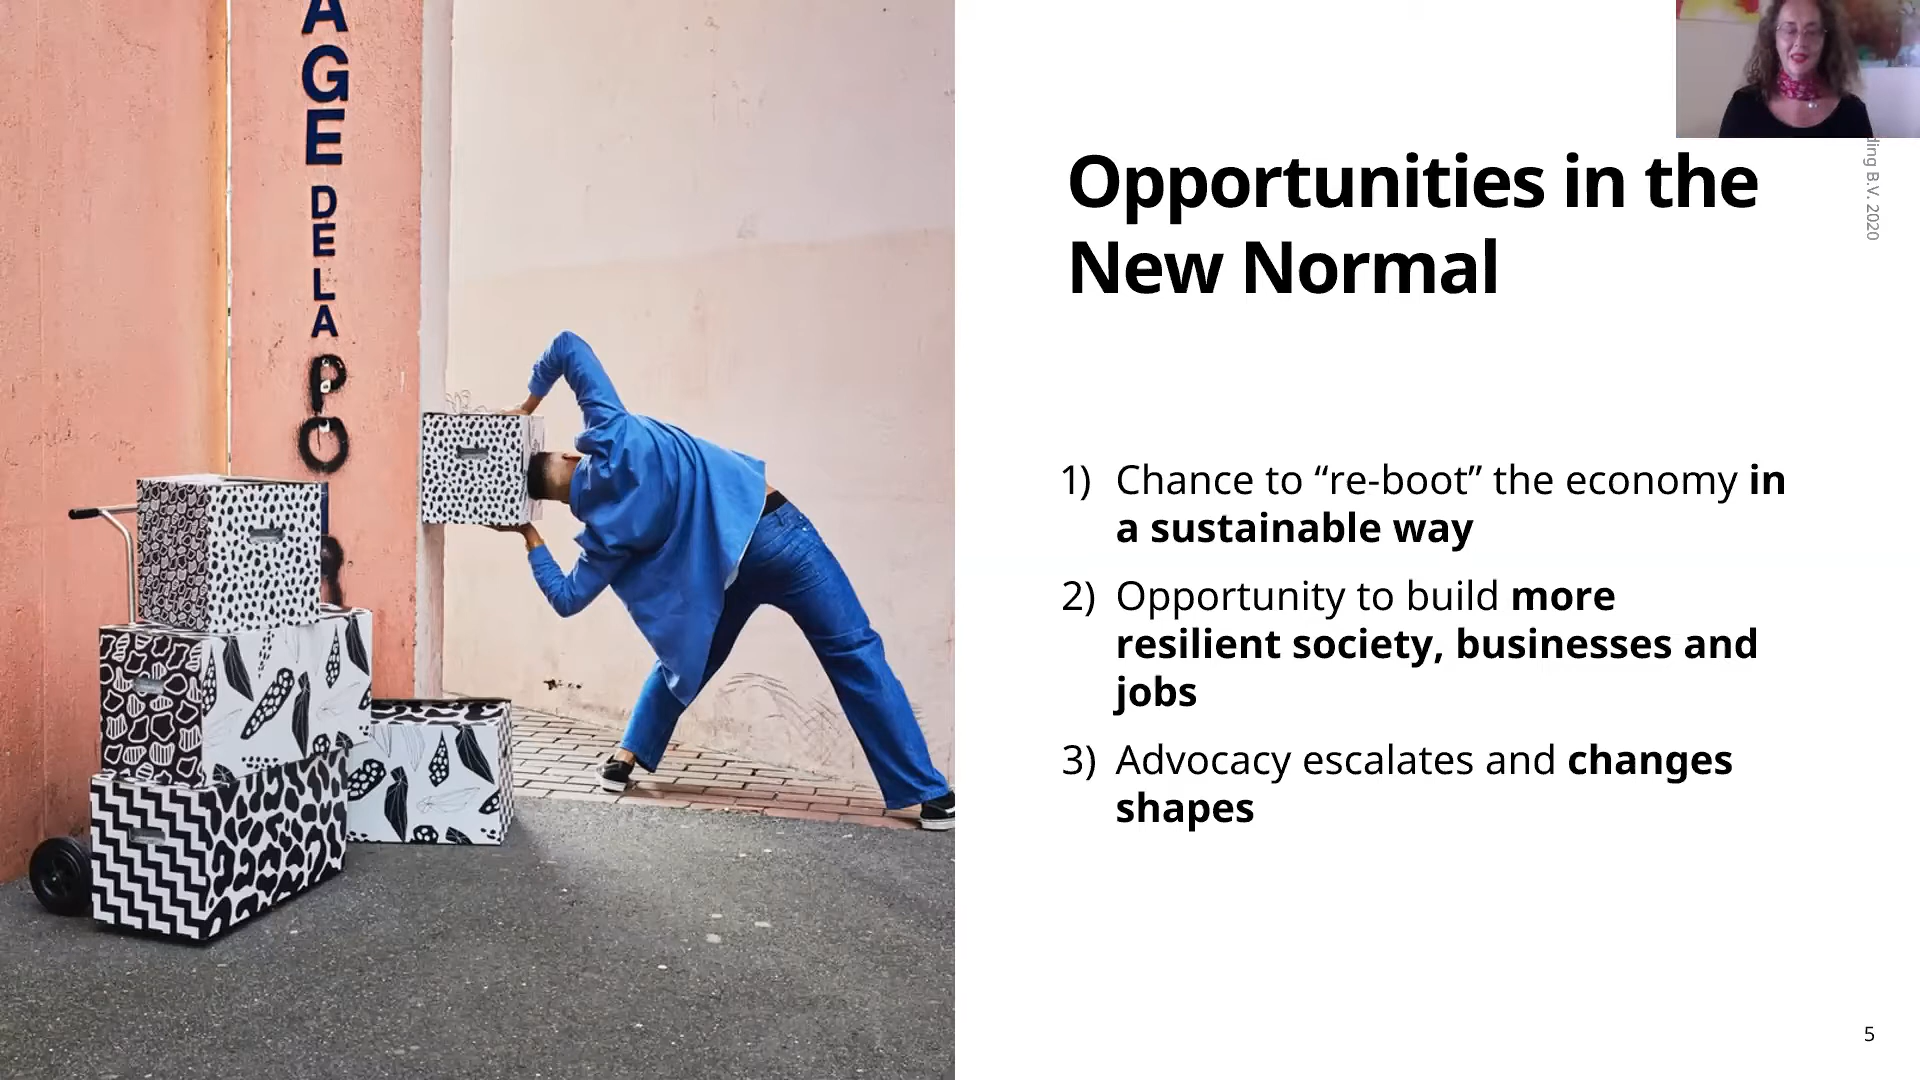 AGE
DE
LA
PO
Opportunities in the
New Normal
1) Chance to “re-boot” the economy in
a sustainable way
2) Opportunity to build more
resilient society, businesses and
jobs
3) Advocacy escalates and changes
shapes
B.V. 2020
5